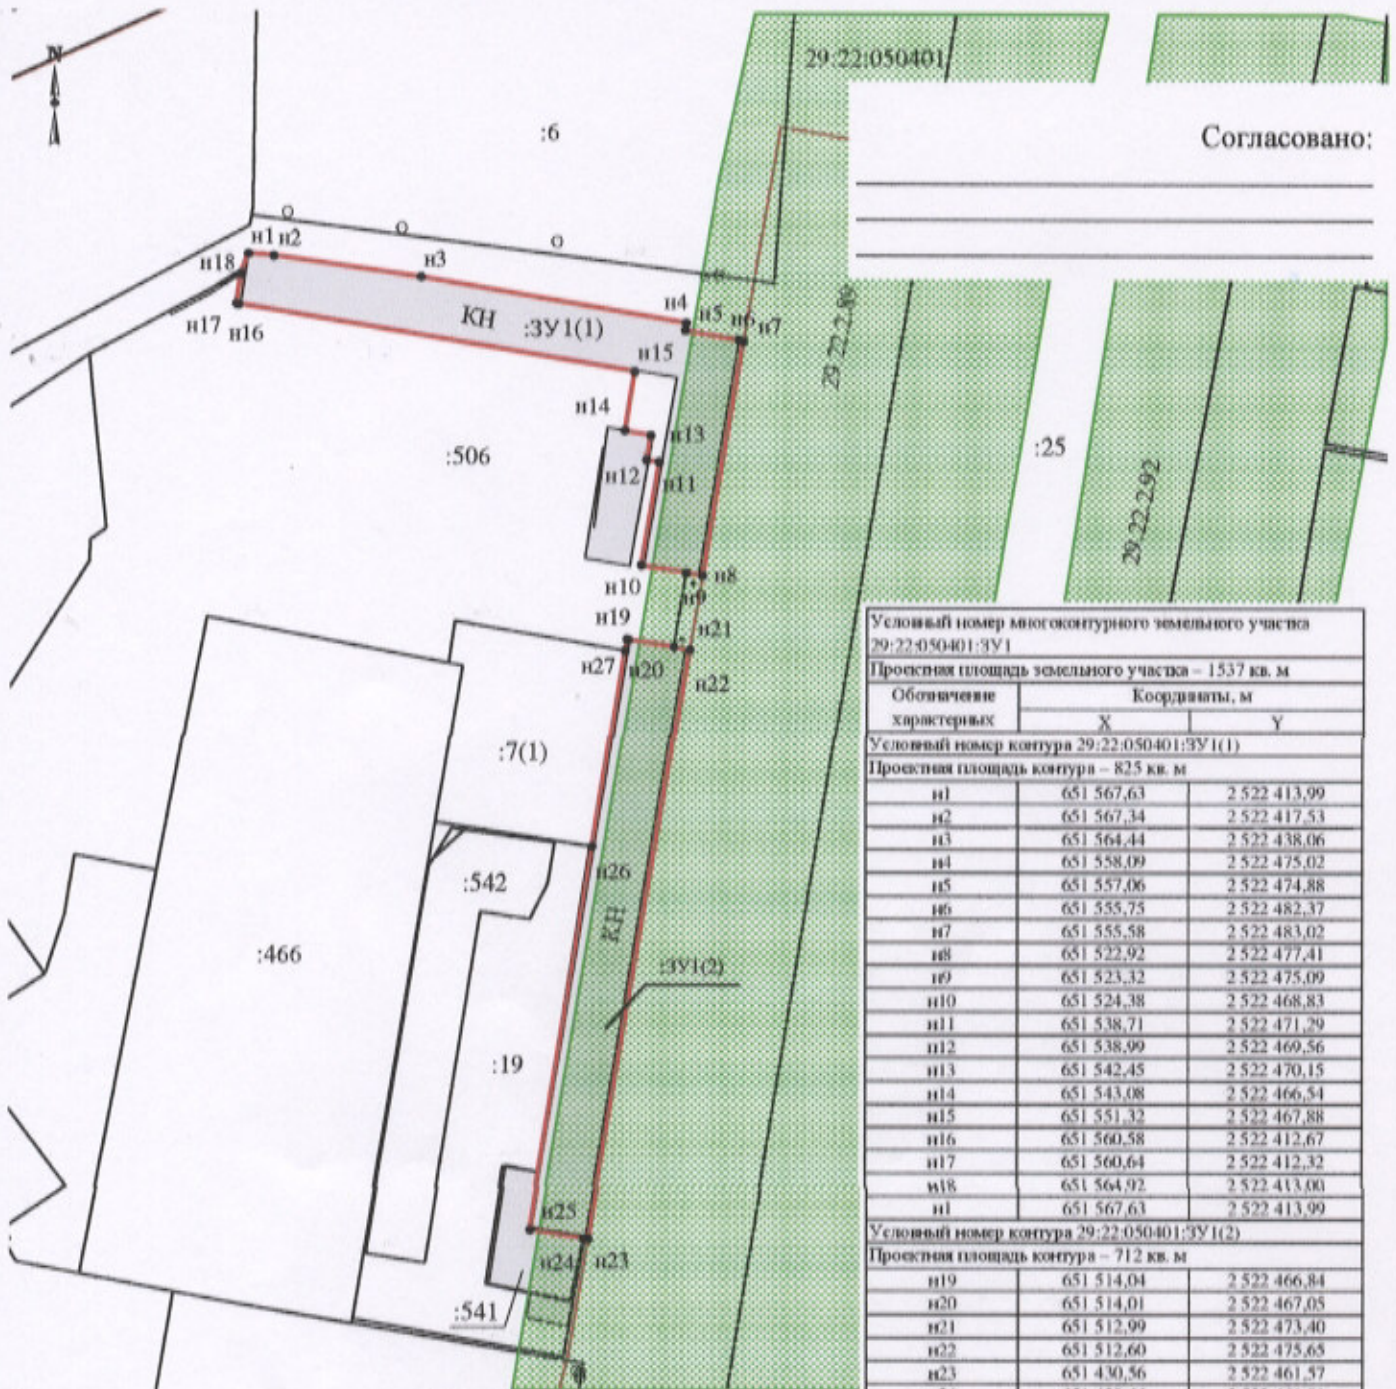 N
29:22:050401
:6
Согласовано:
н1 н2
н18
н3
н4
н5
н6
н7
КН :ЗУ1(1)
н17 н16
н15
29:22-2.89
н14
н13
:506
:25
н12
н11
29:22-2.92
н10
н8
н9
н19
н21
н27 н20
н22
:7(1)
н26
:542
КН
:466
:ЗУ1(2)
:19
н25
н24 н23
:541
Условный номер многоконтурного земельного участка
29:22:050401:ЗУ1
Проектная площадь земельного участка – 1537 кв. м
Обозначение Координаты, м
характерных X Y
Условный номер контура 29:22:050401:ЗУ1(1)
Проектная площадь контура – 825 кв. м
н1 651 567,63 2 522 413,99
н2 651 567,34 2 522 417,53
н3 651 564,44 2 522 438,06
н4 651 558,09 2 522 475,02
н5 651 557,06 2 522 474,88
н6 651 555,75 2 522 482,37
н7 651 555,58 2 522 483,02
н8 651 522,92 2 522 477,41
н9 651 523,32 2 522 475,09
н10 651 524,38 2 522 468,83
н11 651 538,71 2 522 471,29
н12 651 538,99 2 522 469,56
н13 651 542,45 2 522 470,15
н14 651 543,08 2 522 466,54
н15 651 551,32 2 522 467,88
н16 651 560,58 2 522 412,67
н17 651 560,64 2 522 412,32
н18 651 564,92 2 522 413,00
н1 651 567,63 2 522 413,99
Условный номер контура 29:22:050401:ЗУ1(2)
Проектная площадь контура – 712 кв. м
н19 651 514,04 2 522 466,84
н20 651 514,01 2 522 467,05
н21 651 512,99 2 522 473,40
н22 651 512,60 2 522 475,65
н23 651 430,56 2 522 461,57